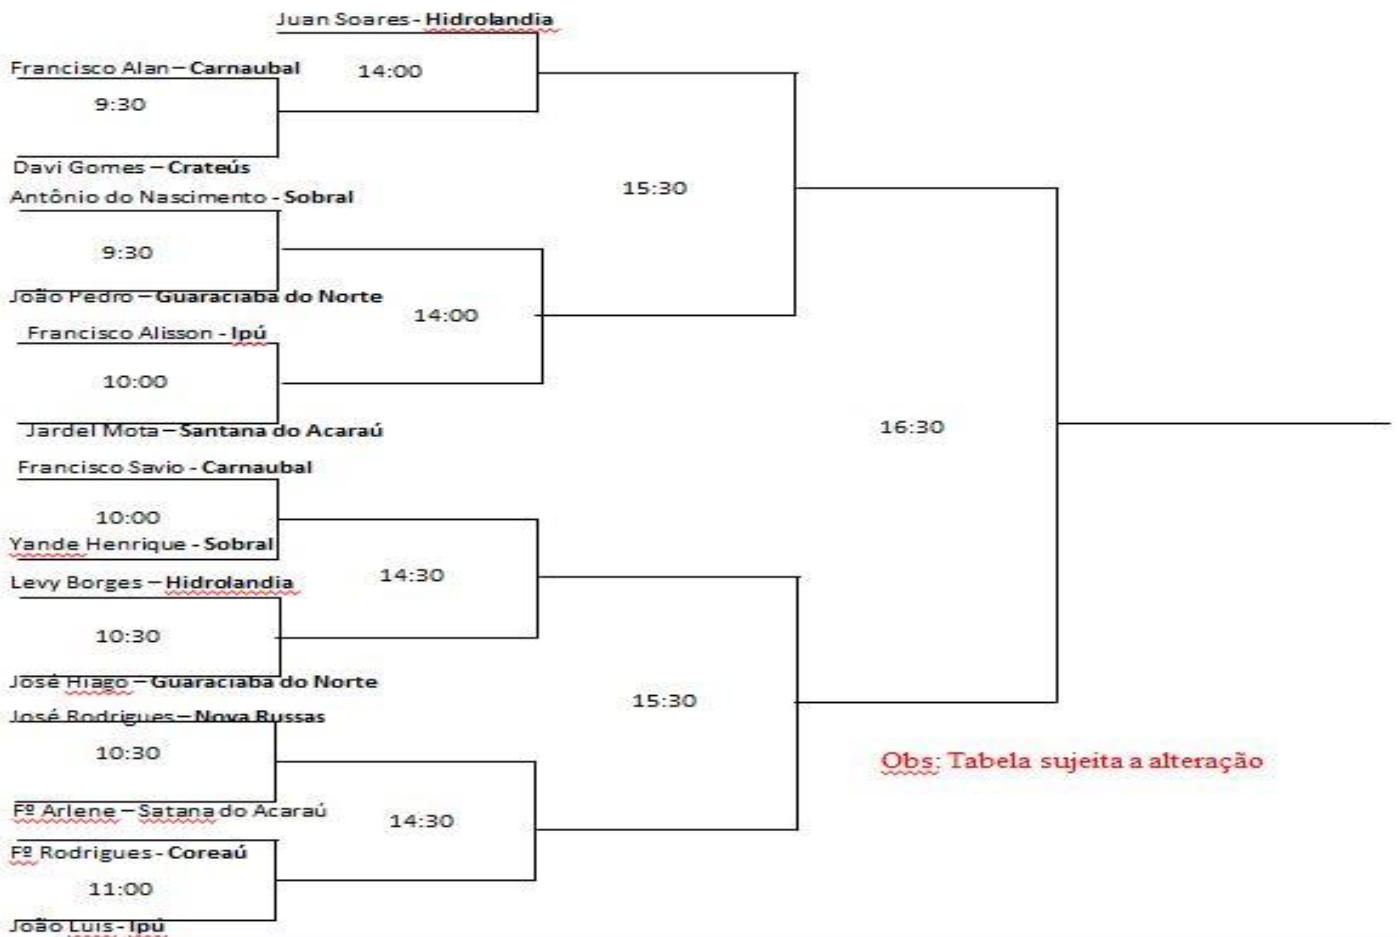 Juan Soares - Hidrolandia
Francisco Alan – Carnaubal
14:00
9:30
Davi Gomes – Crateús
Antônio do Nascimento - Sobral
15:30
9:30
João Pedro – Guaraciaba do Norte
14:00
Francisco Alisson - Ipú
10:00
Jardel Mota – Santana do Acaraú
16:30
Francisco Savio - Carnaubal
10:00
Yande Henrique - Sobral
14:30
Levy Borges – Hidrolandia
10:30
José Hiago – Guaraciaba do Norte
15:30
José Rodrigues – Nova Russas
10:30
Obs: Tabela sujeita a alteração
Fº Arlene – Satana do Acaraú
14:30
Fº Rodrigues - Coreaú
11:00
João Luis - Ipú